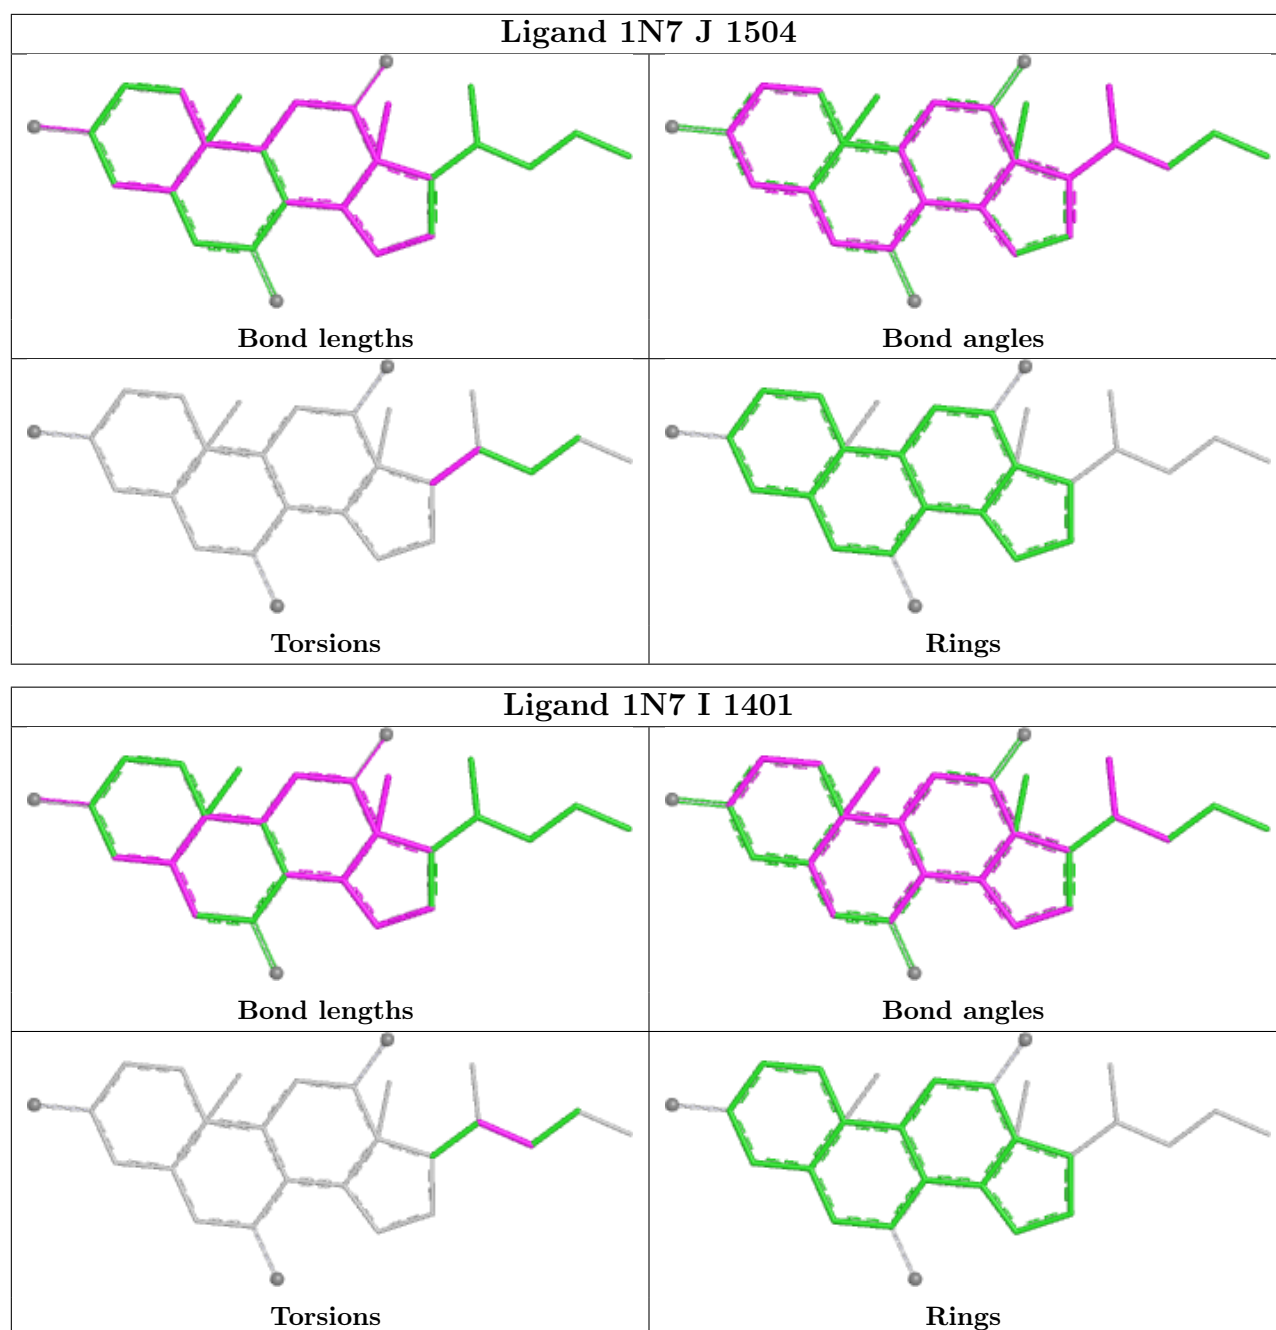 Ligand 1N7 J 1504
Bond lengths
Bond angles
Torsions
Rings
Ligand 1N7 I 1401
Bond lengths
Bond angles
Torsions
Rings